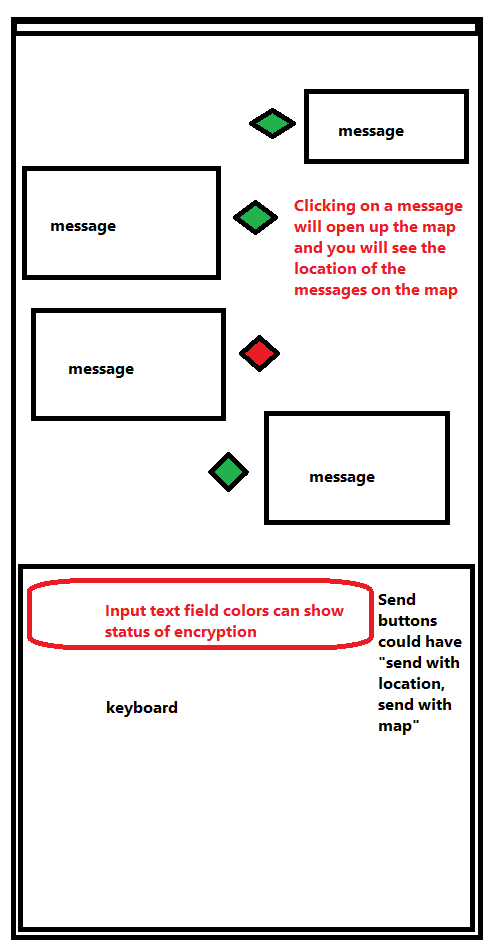 message
message
Clicking on a message
will open up the map
and you will see the
location of the
messages on the map
message
message
Input text field colors can show
status of encryption
Send
buttons
could have
"send with
location,
send with
map"
keyboard